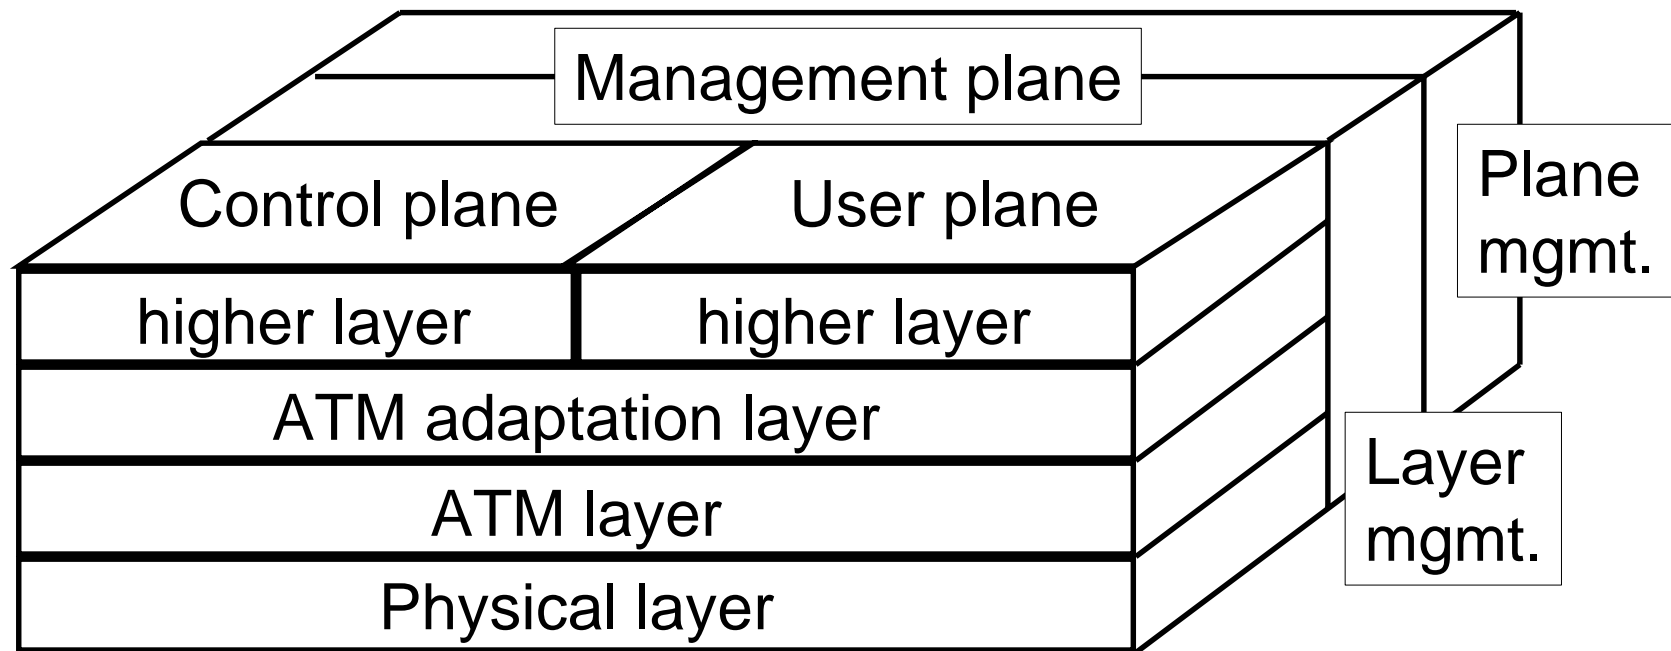 Management plane
Control plane
User plane
Plane
mgmt.
higher layer
higher layer
ATM adaptation layer
Layer
mgmt.
ATM layer
Physical layer